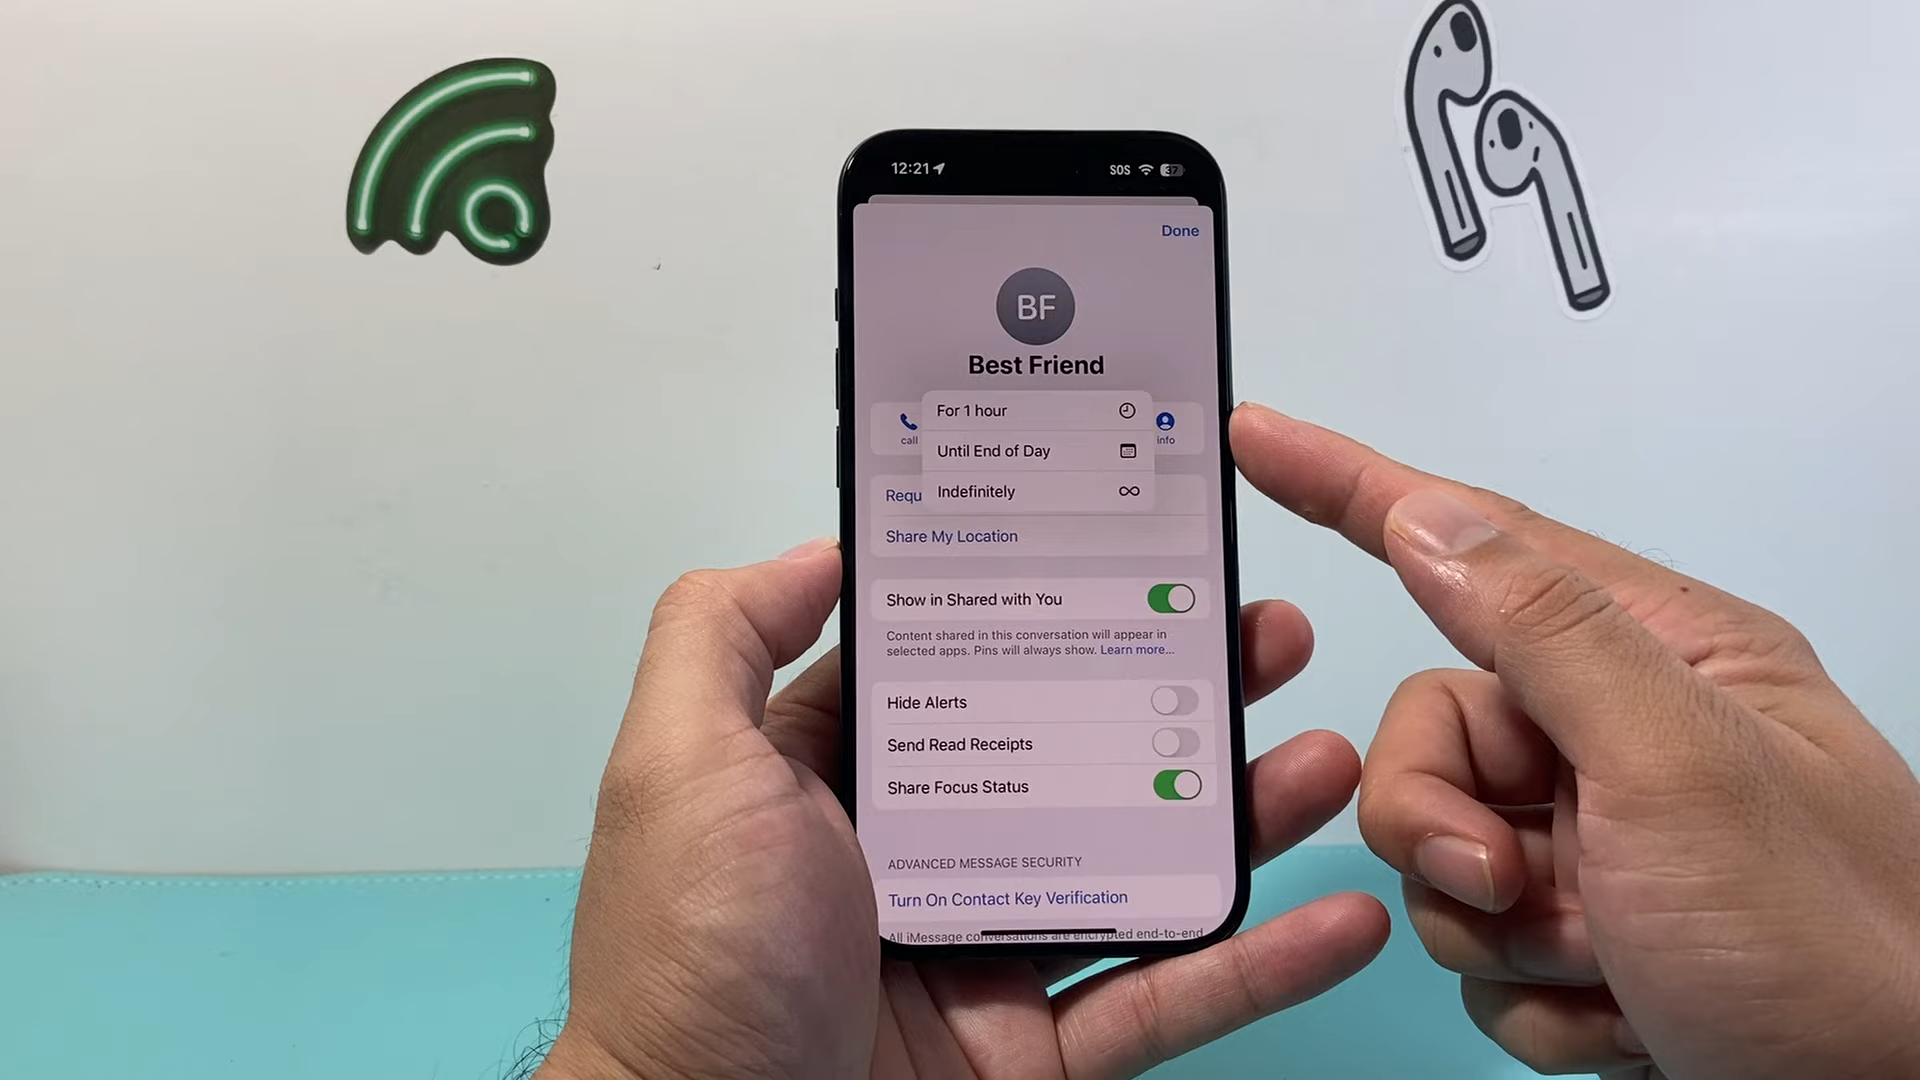 12:21
SOS
37
Done
BF
Best Friend
For 1 hour
call
info
Until End of Day
Indefinitely
Requ
Share My Location
Show in Shared with You
Content shared in this conversation will appear in
selected apps. Pins will always show. Learn more...
Hide Alerts
Send Read Receipts
Share Focus Status
ADVANCED MESSAGE SECURITY
Turn On Contact Key Verification
All iMessage conversations are encrypted end-to-end